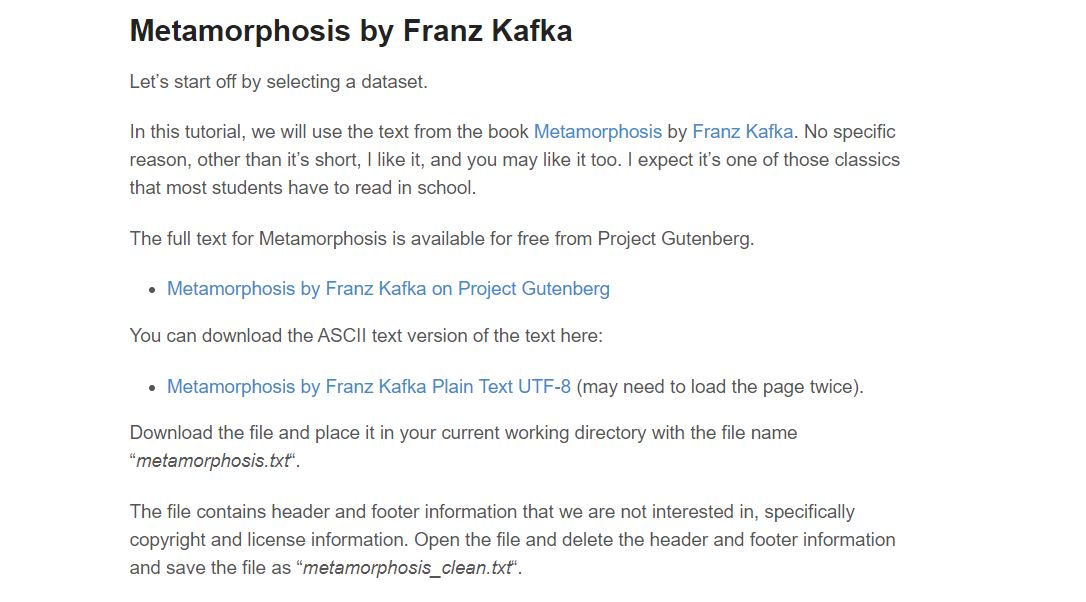 Metamorphosis by Franz Kafka
Let’s start off by selecting a dataset.
In this tutorial, we will use the text from the book Metamorphosis by Franz Kafka. No specific
reason, other than it’s short, I like it, and you may like it too. I expect it’s one of those classics
that most students have to read in school.
The full text for Metamorphosis is available for free from Project Gutenberg.
• Metamorphosis by Franz Kafka on Project Gutenberg
You can download the ASCII text version of the text here:
• Metamorphosis by Franz Kafka Plain Text UTF-8 (may need to load the page twice).
Download the file and place it in your current working directory with the file name
“metamorphosis.txt“.
The file contains header and footer information that we are not interested in, specifically
copyright and license information. Open the file and delete the header and footer information
and save the file as “metamorphosis_clean.txt“.